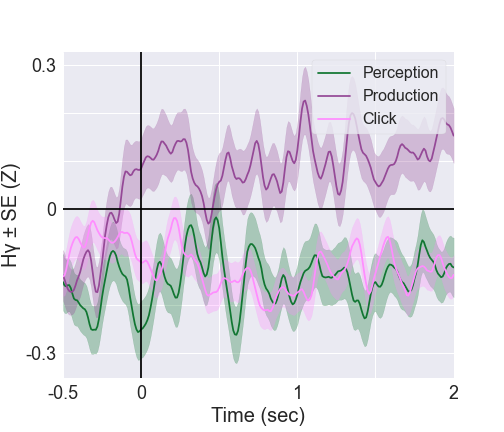 0.3
0
-0.3
Hγ ± SE (Z)
Perception
Production
Click
-0.5
0
1
2
Time (sec)